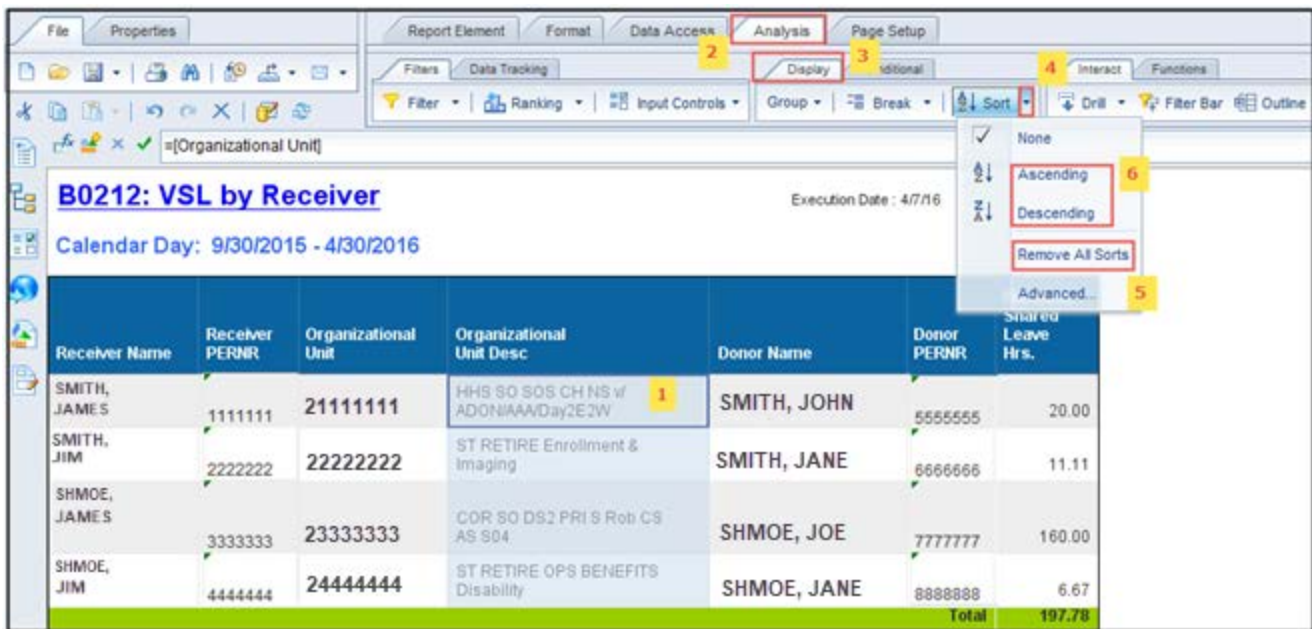 File Properties Report Element Format Data Access Analysis Page Setup
2
Filters Data Tracking Display 3 4 Interact Functions
Filter Ranking Input Controls Group Break Sort Drill Filter Bar Outline
=[Organizational Unit]
None
Ascending 6
Descending
Remove All Sorts
Advanced... 5
B0212: VSL by Receiver Execution Date : 4/7/16
Calendar Day: 9/30/2015 - 4/30/2016
Receiver Name Receiver PERNR Organizational Unit Organizational Unit Desc Donor Name Donor PERNR Shared Leave Hrs.
SMITH, JAMES 1111111 21111111 HHS SO SOS CH NS v/ ADON/AAA/Day2E2W 1 SMITH, JOHN 5555555 20.00
SMITH, JIM 2222222 22222222 ST RETIRE Enrollment & Imaging SMITH, JANE 6666666 11.11
SHMOE, JAMES 3333333 23333333 COR SO DS2 PRI S Rob CS AS S04 SHMOE, JOE 7777777 160.00
SHMOE, JIM 4444444 24444444 ST RETIRE OPS BENEFITS Disability SHMOE, JANE 8888888 6.67
Total 197.78